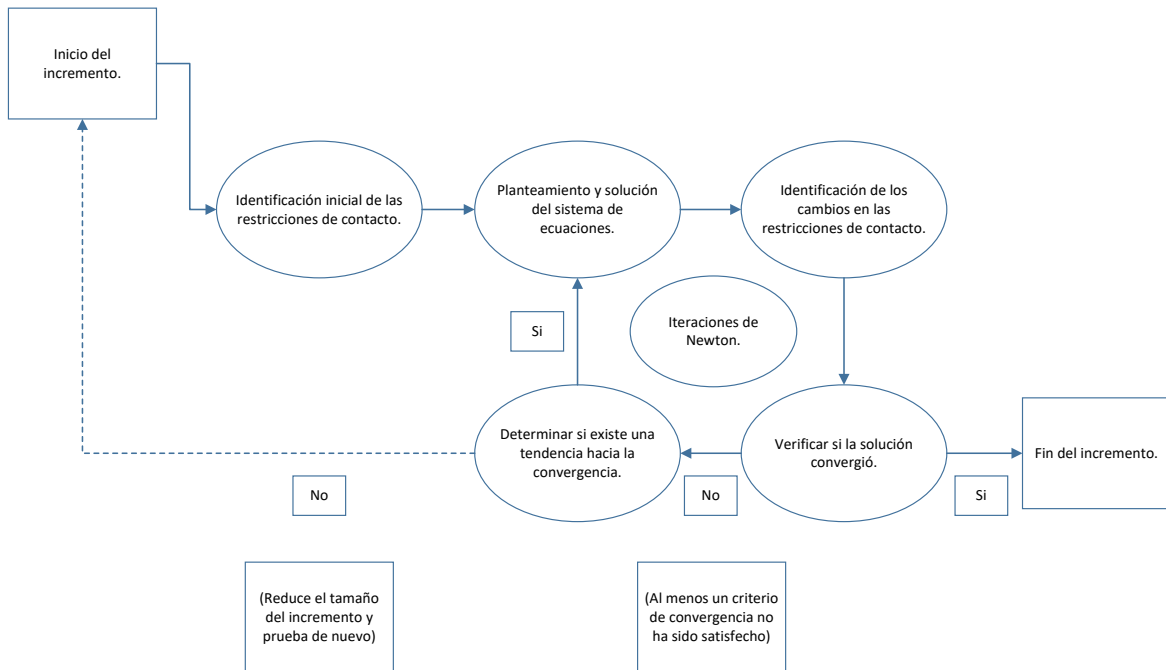 Inicio del
incremento.
Identificación inicial de las
restricciones de contacto.
Planteamiento y solución
del sistema de
ecuaciones.
Identificación de los
cambios en las
restricciones de contacto.
Si
Iteraciones de
Newton.
Determinar si existe una
tendencia hacia la
convergencia.
Verificar si la solución
convergió.
Fin del incremento.
No
No
Si
(Reduce el tamaño
del incremento y
prueba de nuevo)
(Al menos un criterio
de convergencia no
ha sido satisfecho)